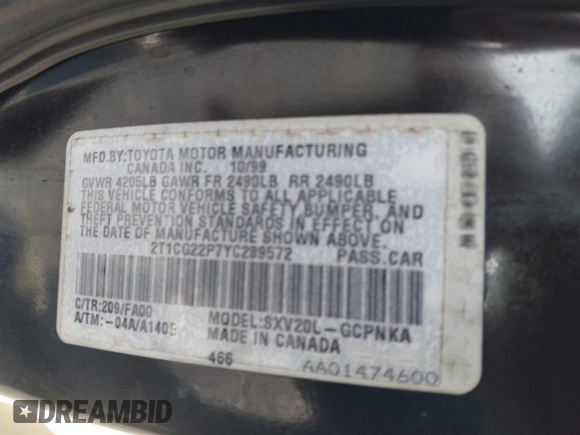 MFD.BY:TOYOTA MOTOR MANUFACTURING
CANADA INC. 10/99
GVWR 4205LB GAWR FR 2490LB RR 2490LB
THIS VEHICLE CONFORMS TO ALL APPLICABLE
FEDERAL MOTOR VEHICLE SAFETY, BUMPER, AND
THEFT PREVENTION STANDARDS IN EFFECT ON
THE DATE OF MANUFACTURE SHOWN ABOVE.
2T1CG22P7YC289572 PASS.CAR
C/TR:209/FA00 MODEL:SXV20L-GCPNKA
A/TM:-04A/A140E MADE IN CANADA
466 AA01474600
DREAMBID